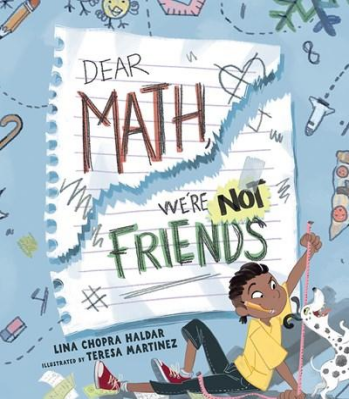 DEAR
MATH,
WE'RE NOT
FRIENDS
LINA CHOPRA HALDAR
ILLUSTRATED BY TERESA MARTINEZ